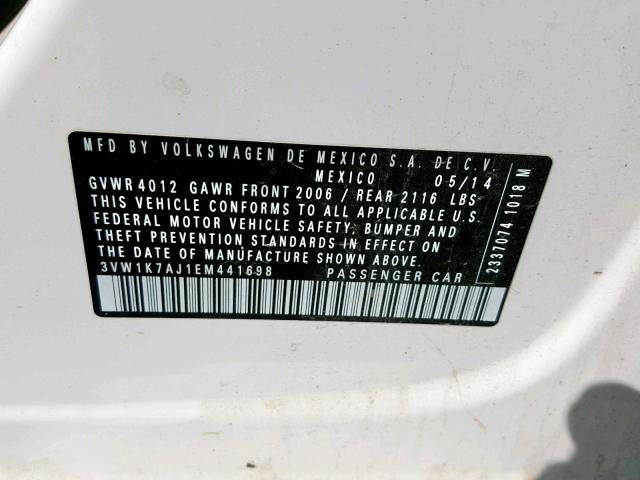 MFD BY VOLKSWAGEN DE MEXICO S.A. DE C.V.
MEXICO 05/14
GVWR 4012 GAWR FRONT 2006 / REAR 2116 LBS
THIS VEHICLE CONFORMS TO ALL APPLICABLE U.S.
FEDERAL MOTOR VEHICLE SAFETY, BUMPER AND
THEFT PREVENTION STANDARDS IN EFFECT ON
THE DATE OF MANUFACTURE SHOWN ABOVE.
3VW1K7AJ1EM441698 PASSENGER CAR
2337074 1018 M